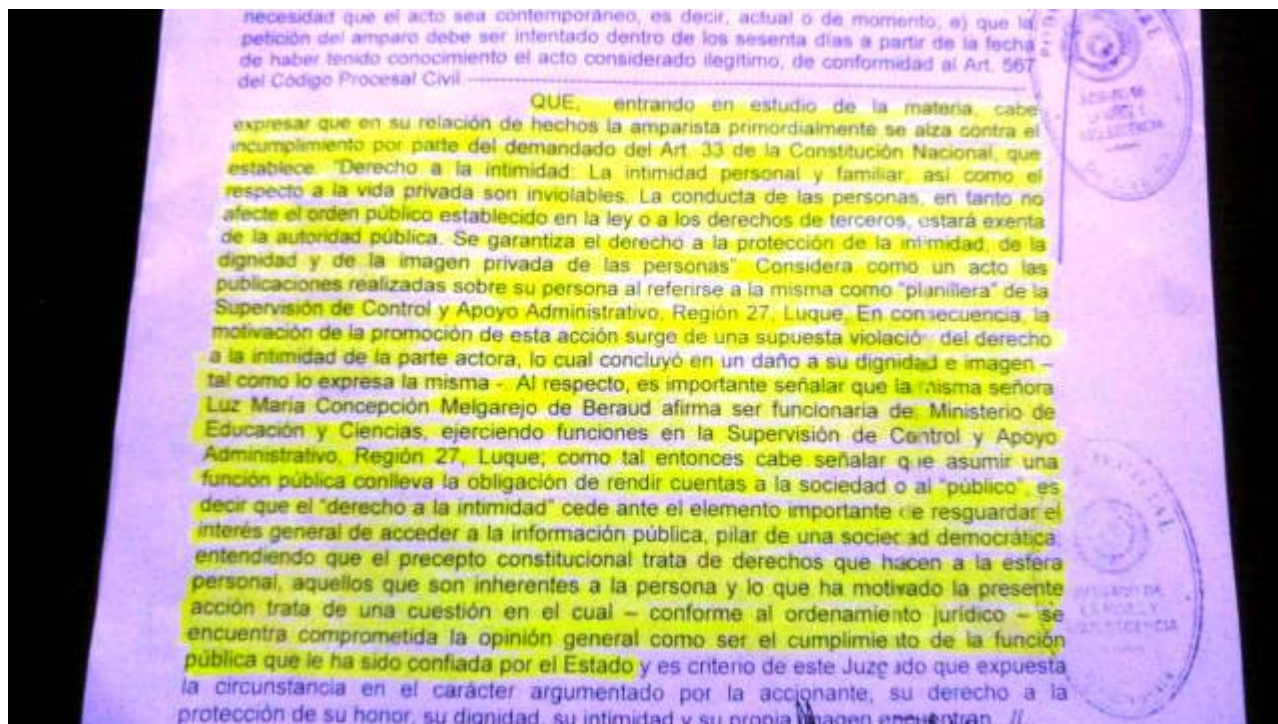 necesidad que el acto sea contemporáneo, es decir, actual o de momento, e) que la
petición del amparo debe ser intentado dentro de los sesenta días a partir de la fecha
de haber tenido conocimiento el acto considerado ilegítimo, de conformidad al Art. 567
del Código Procesal Civil.
QUE, entrando en estudio de la materia, cabe
expresar que en su relación de hechos la amparista primordialmente se alza contra el
incumplimiento por parte del demandado del Art. 33 de la Constitución Nacional, que
establece. "Derecho a la intimidad: La intimidad personal y familiar, así como el
respecto a la vida privada son inviolables. La conducta de las personas, en tanto no
afecte el orden público establecido en la ley o a los derechos de terceros, estará exenta
de la autoridad pública. Se garantiza el derecho a la protección de la intimidad, de la
dignidad y de la imagen privada de las personas" Considera como un acto las
publicaciones realizadas sobre su persona al referirse a la misma como "planillera" de la
Supervisión de Control y Apoyo Administrativo, Región 27, Luque, En consecuencia, la
motivación de la promoción de esta acción surge de una supuesta violación del derecho
a la intimidad de la parte actora, lo cual concluyó en un daño a su dignidad e imagen –
tal como lo expresa la misma -. Al respecto, es importante señalar que la misma señora
Luz María Concepción Melgarejo de Beraud afirma ser funcionaria de Ministerio de
Educación y Ciencias, ejerciendo funciones en la Supervisión de Control y Apoyo
Administrativo, Región 27, Luque, como tal entonces cabe señalar que asumir una
función pública conlleva la obligación de rendir cuentas a la sociedad o al "público", es
decir que el "derecho a la intimidad" cede ante el elemento importante de resguardar el
interés general de acceder a la información pública, pilar de una sociedad democrática,
entendiendo que el precepto constitucional trata de derechos que hacen a la esfera
personal, aquellos que son inherentes a la persona y lo que ha motivado la presente
acción trata de una cuestión en el cual – conforme al ordenamiento jurídico – se
encuentra comprometida la opinión general como ser el cumplimiento de la función
pública que le ha sido confiada por el Estado y es criterio de este Juzgado que expuesta
la circunstancia en el carácter argumentado por la accionante, su derecho a la
protección de su honor, su dignidad, su intimidad y su propia imagen encuentran //